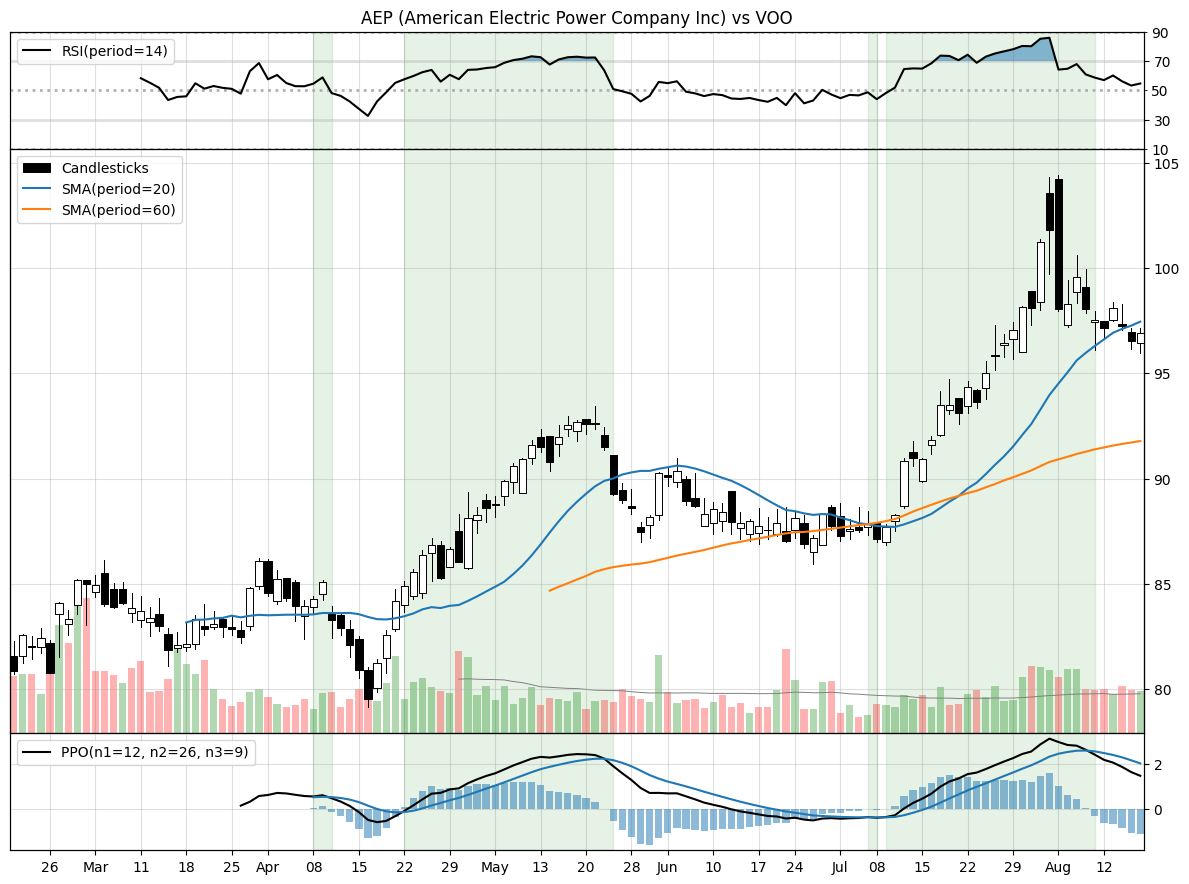 AEP (American Electric Power Company Inc) vs VOO
RSI(period=14)
90
70
50
30
10
Candlesticks
SMA(period=20)
SMA(period=60)
105
100
95
90
85
80
PPO(n1=12, n2=26, n3=9)
2
0
26 Mar 11 18 25 Apr 08 15 22 29 May 13 20 28 Jun 10 17 24 Jul 08 15 22 29 Aug 12